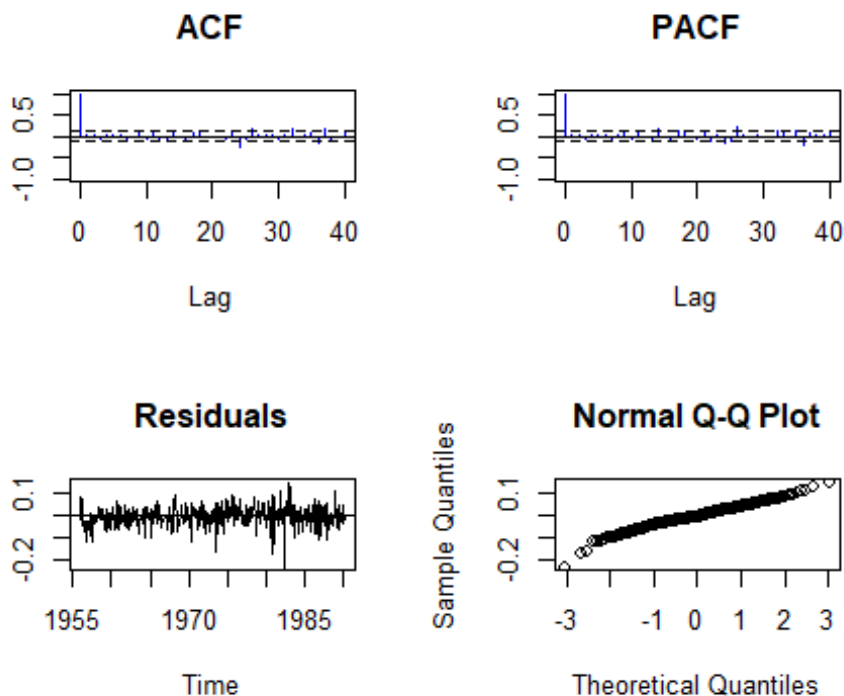 ACF
0.5
-1.0
0 10 20 30 40
Lag
PACF
0.5
-1.0
0 10 20 30 40
Lag
Residuals
0.1
-0.2
1955 1970 1985
Time
Normal Q-Q Plot
Sample Quantiles
0.1
-0.2
-3 -1 0 1 2 3
Theoretical Quantiles